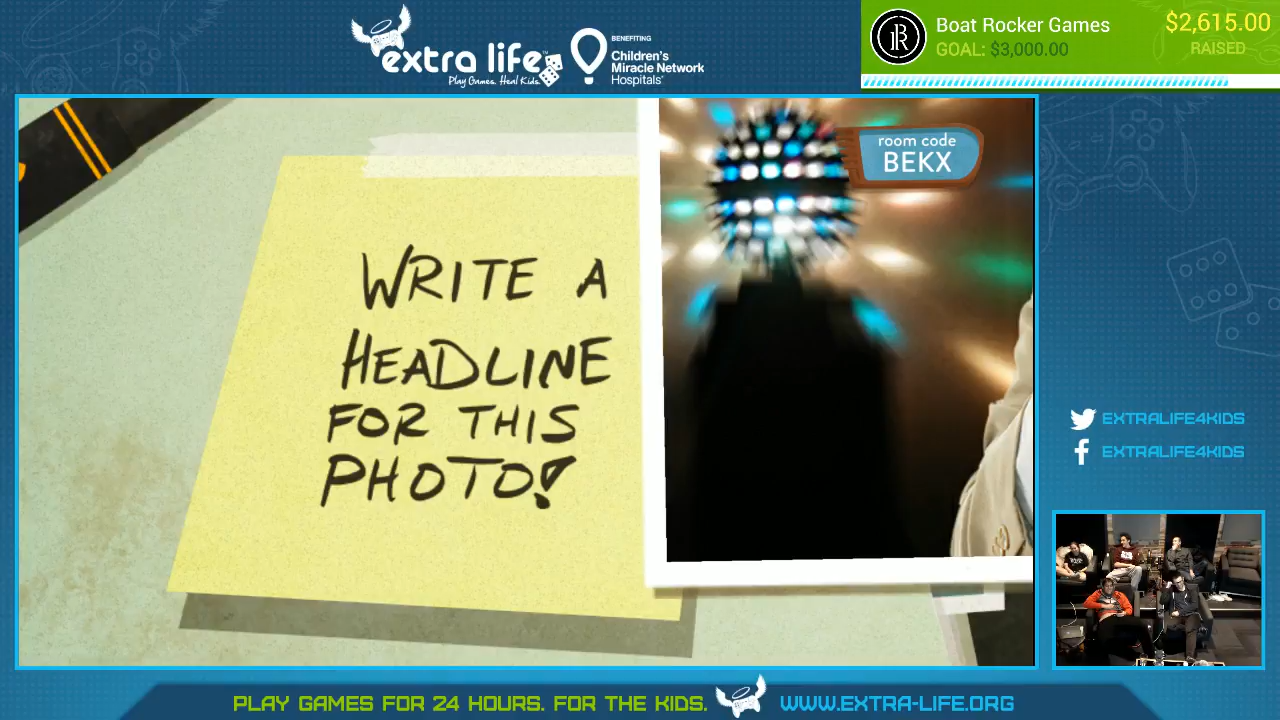 extra life
Play Games. Heal Kids.
BENEFITING
Children's
Miracle Network
Hospitals
Boat Rocker Games
GOAL: $3,000.00
$2,615.00
RAISED
room code
BEKX
WRITE A
HEADLINE
FOR THIS
PHOTO!
EXTRALIFE4KIDS
EXTRALIFE4KIDS
PLAY GAMES FOR 24 HOURS. FOR THE KIDS.
WWW.EXTRA-LIFE.ORG